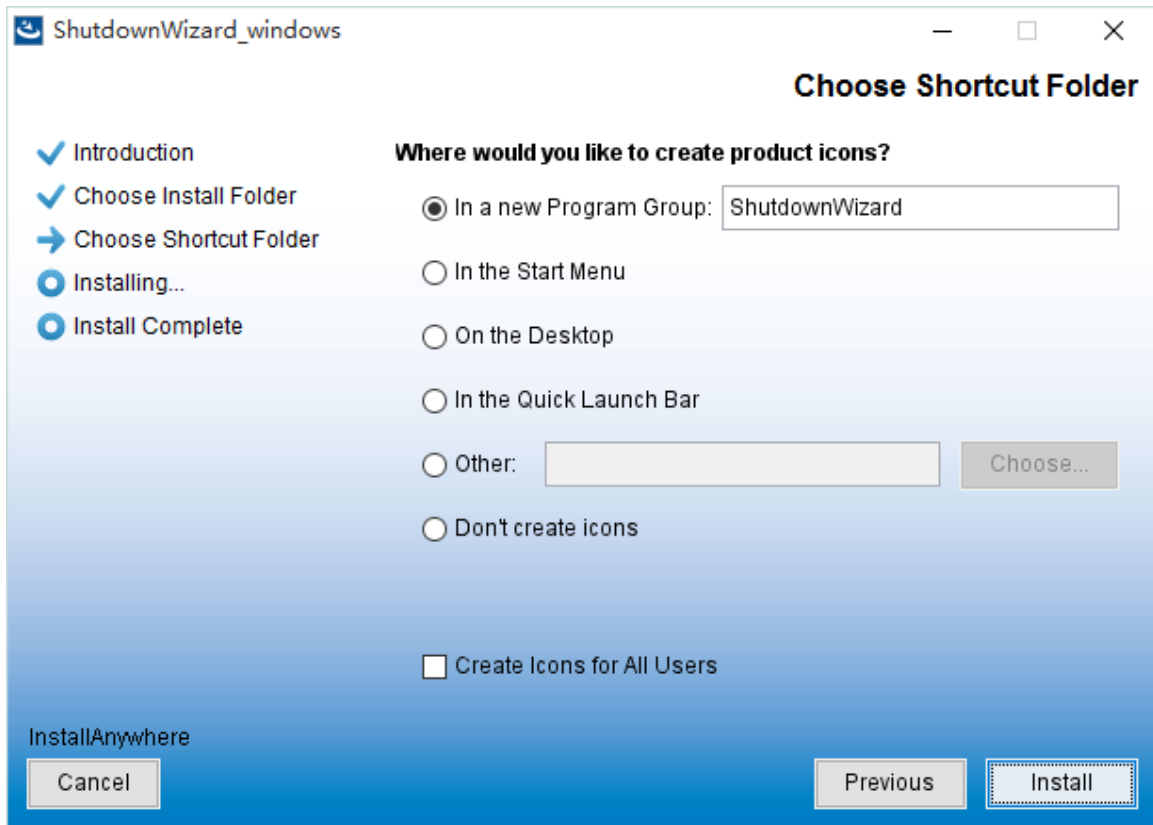 ShutdownWizard_windows
Choose Shortcut Folder
Introduction
Choose Install Folder
Choose Shortcut Folder
Installing...
Install Complete
Where would you like to create product icons?
In a new Program Group: ShutdownWizard
In the Start Menu
On the Desktop
In the Quick Launch Bar
Other: Choose...
Don't create icons
Create Icons for All Users
InstallAnywhere
Cancel Previous Install